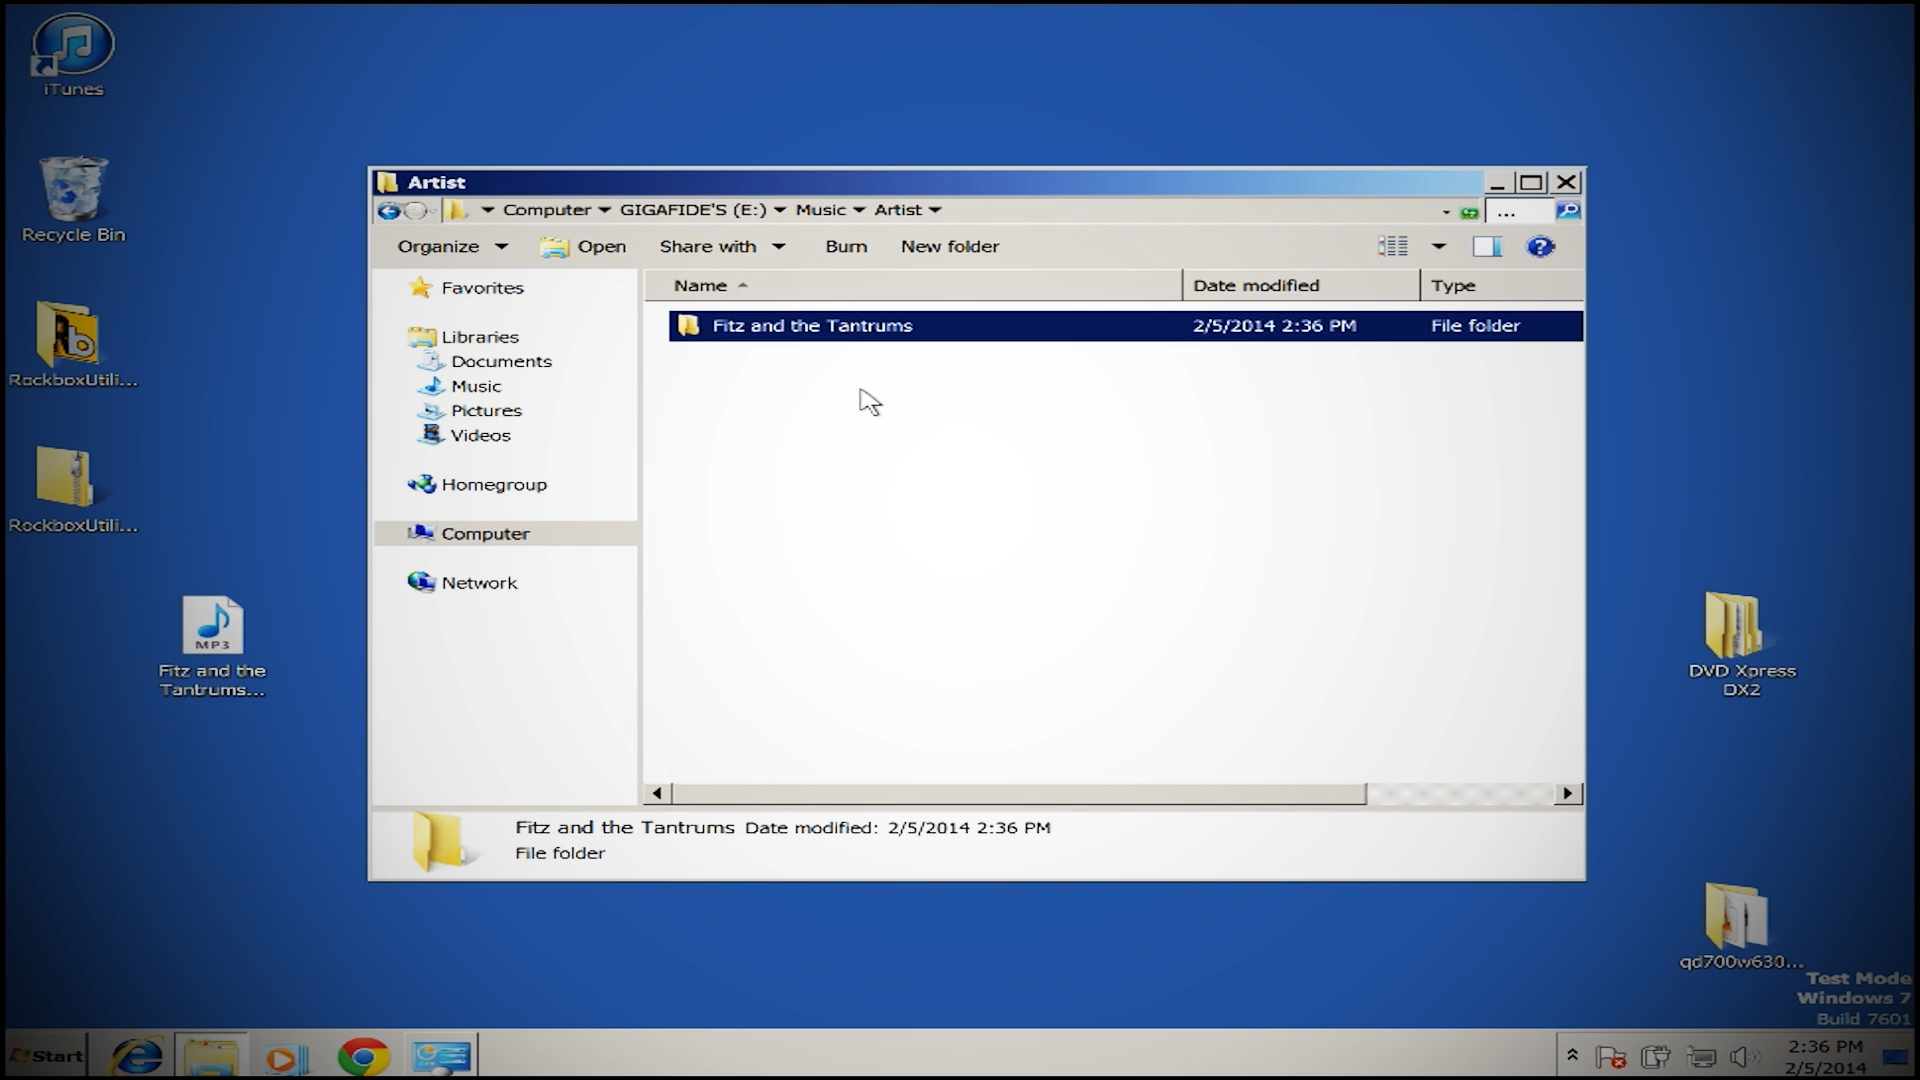 iTunes
Recycle Bin
RockboxUtili...
RockboxUtili...
MP3
Fitz and the
Tantrums...
Artist
Computer GIGAFIDE'S (E:) Music Artist
...
Organize Open Share with Burn New folder
Name Date modified Type
Fitz and the Tantrums 2/5/2014 2:36 PM File folder
Favorites
Libraries
Documents
Music
Pictures
Videos
Homegroup
Computer
Network
Fitz and the Tantrums Date modified: 2/5/2014 2:36 PM
File folder
DVD Xpress
DX2
qd700w630...
Test Mode
Windows 7
Build 7601
Start
2:36 PM
2/5/2014